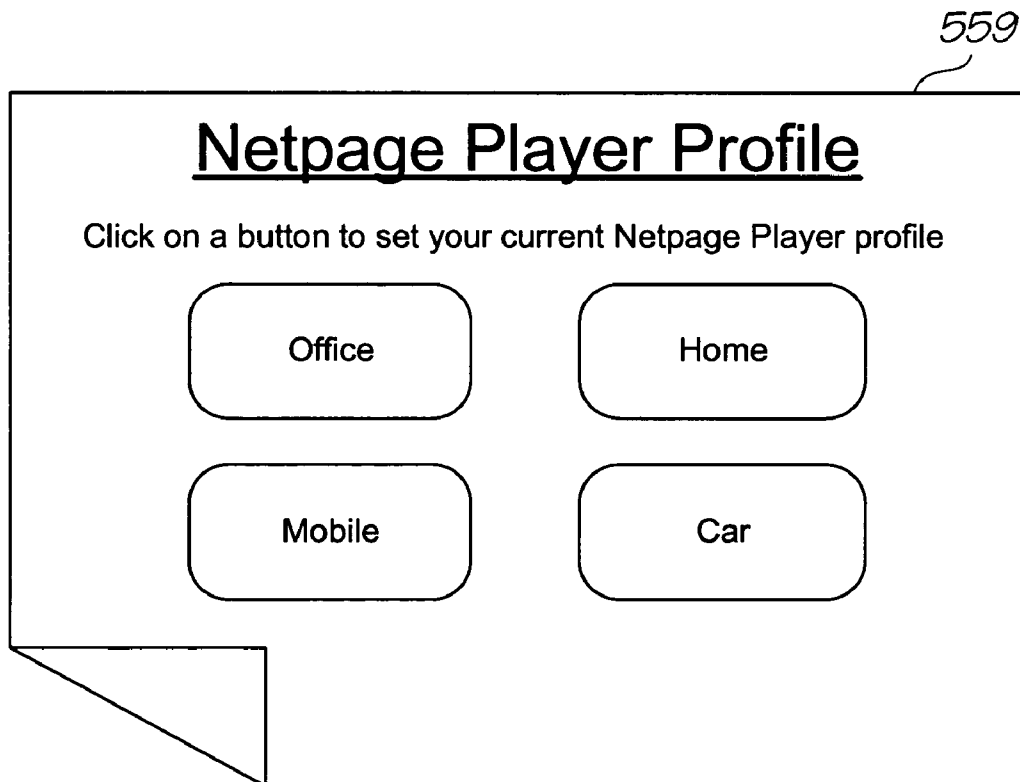 559
Netpage Player Profile
Click on a button to set your current Netpage Player profile
Office Home
Mobile Car